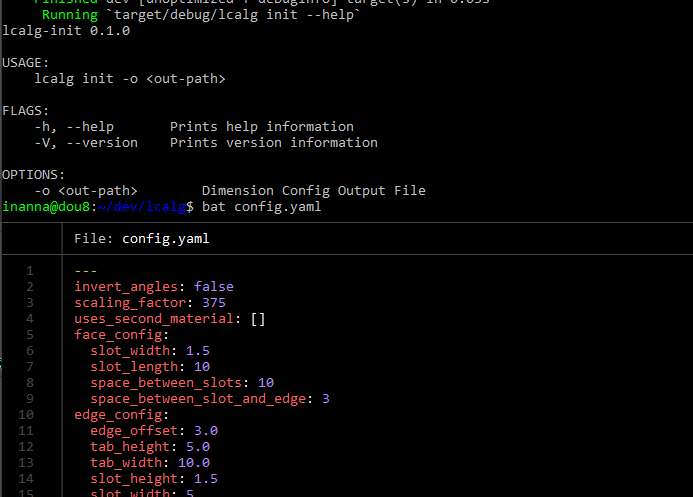 Finished dev [unoptimized + debuginfo] target(s) in 0.09s
Running `target/debug/lcalg init --help`
lcalg-init 0.1.0
USAGE:
lcalg init -o <out-path>
FLAGS:
-h, --help Prints help information
-V, --version Prints version information
OPTIONS:
-o <out-path> Dimension Config Output File
inanna@dou8:~/dev/lcalg$ bat config.yaml
File: config.yaml
1 ---
2 invert_angles: false
3 scaling_factor: 375
4 uses_second_material: []
5 face_config:
6 slot_width: 1.5
7 slot_length: 10
8 space_between_slots: 10
9 space_between_slot_and_edge: 3
10 edge_config:
11 edge_offset: 3.0
12 tab_height: 5.0
13 tab_width: 10.0
14 slot_height: 1.5
15 slot_width: 5